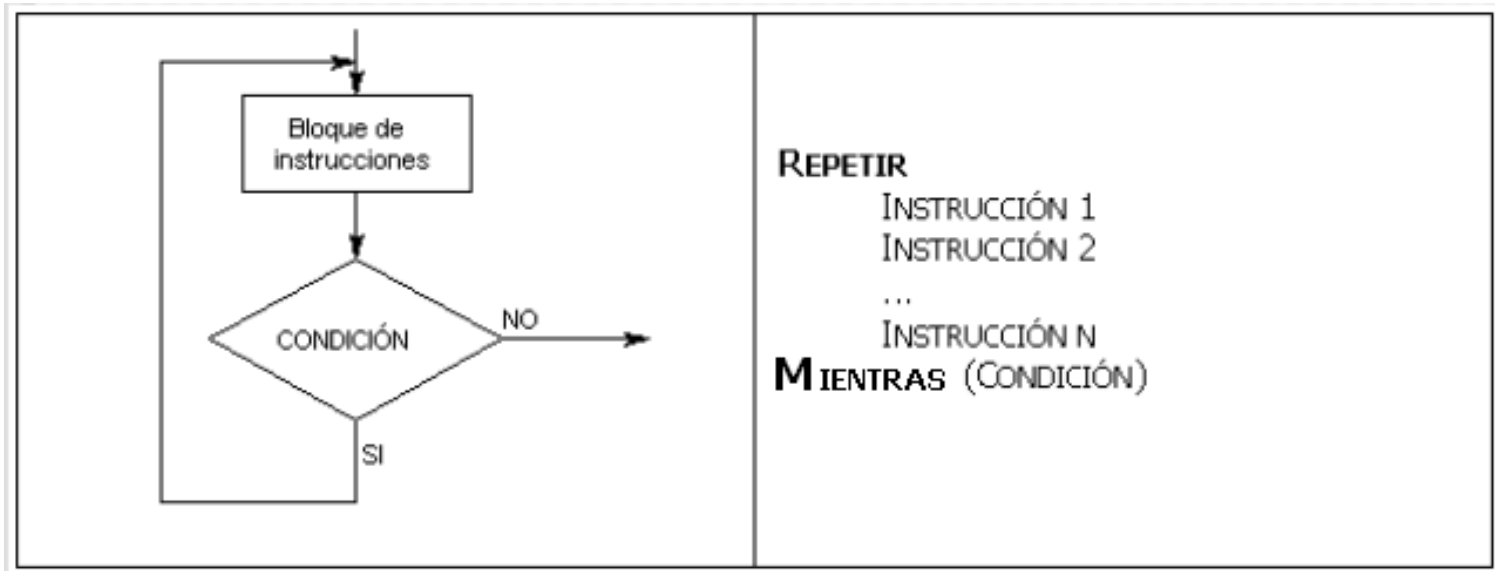 Bloque de
instrucciones
CONDICIÓN
NO
SI
REPETIR
INSTRUCCIÓN 1
INSTRUCCIÓN 2
...
INSTRUCCIÓN N
MIENTRAS (CONDICIÓN)